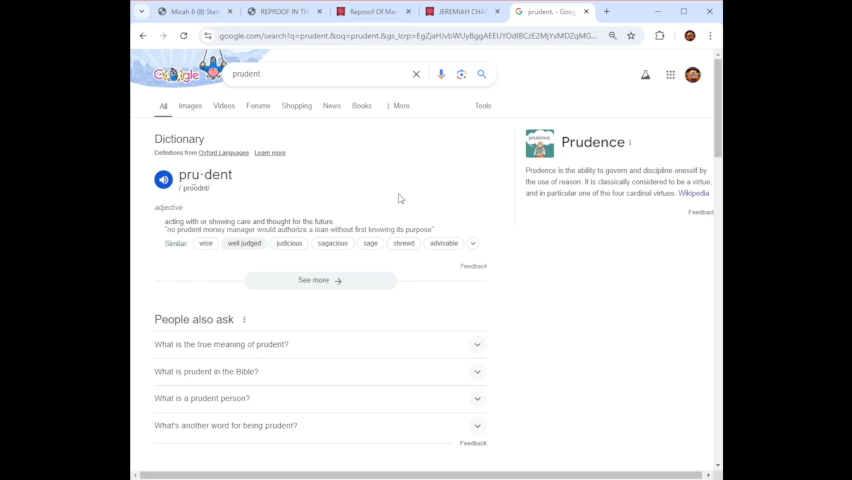 Micah 6 (8) Stake
REPROOF IN TH
Reproof Of Man
JEREMIAH CHAP
prudent. - Goog
google.com/search?q=prudent.&oq=prudent.&gs_lcrp=
prudent.
All Images Videos Forums Shopping News Books More Tools
Dictionary
Definitions from Oxford Languages Learn more
pru·dent
/ˈpro͞odnt/
adjective
acting with or showing care and thought for the future.
"no prudent money manager would authorize a loan without first knowing its purpose"
Similar: wise well judged judicious sagacious sage shrewd advisable
Feedback
See more
People also ask
What is the true meaning of prudent?
What is prudent in the Bible?
What is a prudent person?
What's another word for being prudent?
Feedback
prudence
Prudence
Prudence is the ability to govern and discipline oneself by
the use of reason. It is classically considered to be a virtue,
and in particular one of the four cardinal virtues. Wikipedia
Feedback